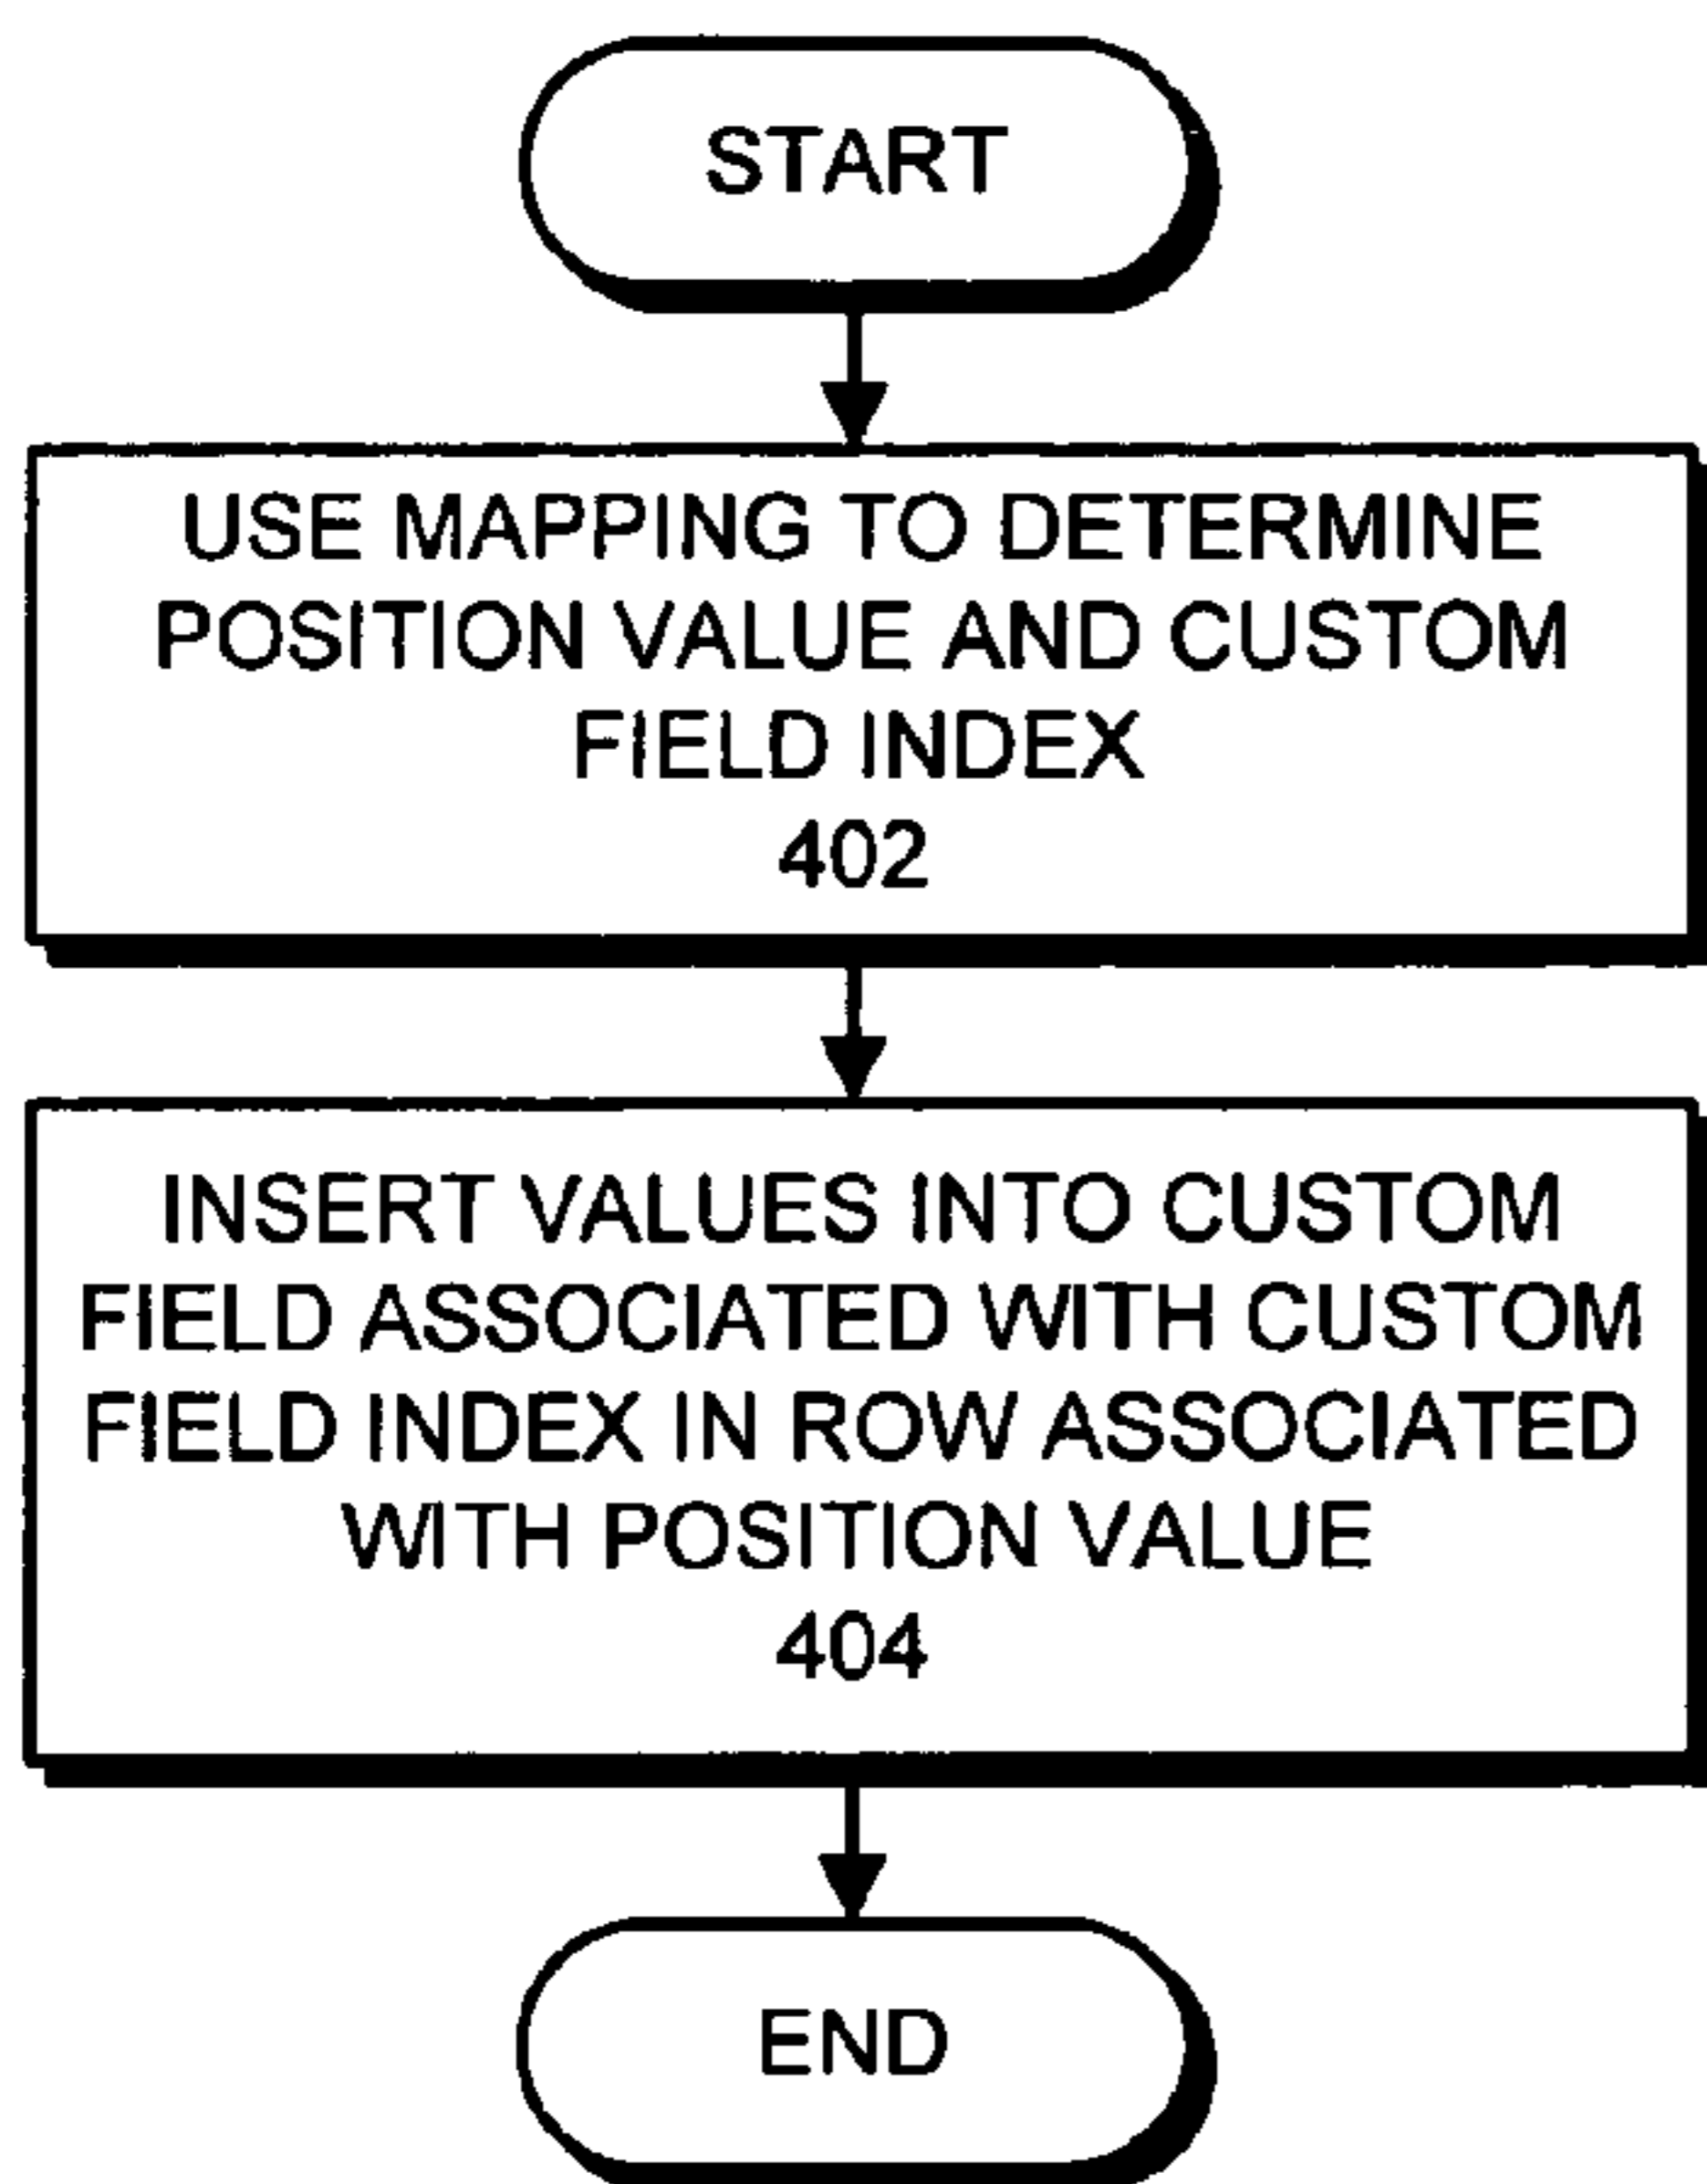 START
USE MAPPING TO DETERMINE
POSITION VALUE AND CUSTOM
FIELD INDEX
402
INSERT VALUES INTO CUSTOM
FIELD ASSOCIATED WITH CUSTOM
FIELD INDEX IN ROW ASSOCIATED
WITH POSITION VALUE
404
END